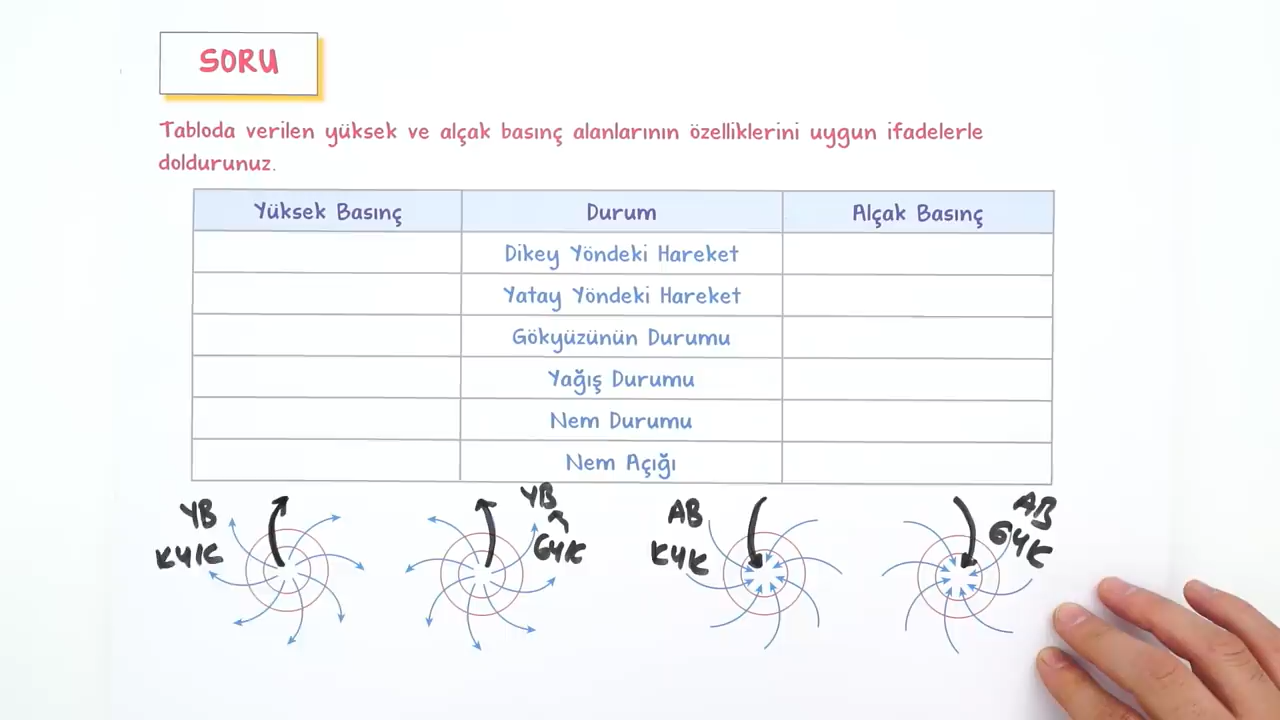 SORU
Tabloda verilen yüksek ve alçak basınç alanlarının özelliklerini uygun ifadelerle
doldurunuz.
Yüksek Basınç Durum Alçak Basınç
Dikey Yöndeki Hareket
Yatay Yöndeki Hareket
Gökyüzünün Durumu
Yağış Durumu
Nem Durumu
Nem Açığı
YB
KYK
YB
GYK
AB
KYK
AB
GYK